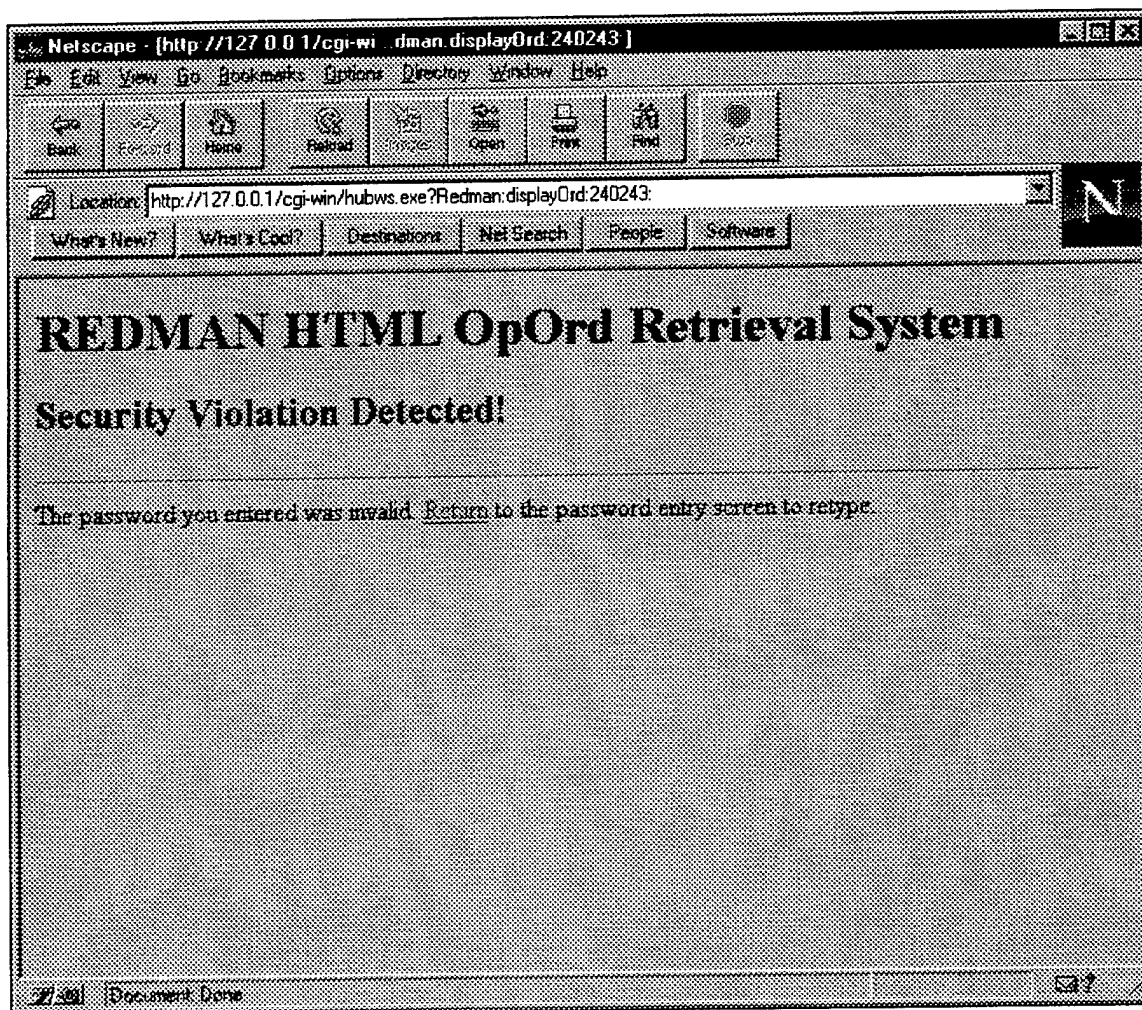 Netscape - [http://127.0.0.1/cgi-wi...dman:displayOrd:240243:]
File Edit View Go Bookmarks Options Directory Window Help
Back Forward Home Reload Images Open Print Find Stop
Location: http://127.0.0.1/cgi-win/hubws.exe?Redman:displayOrd:240243:
N
What's New? What's Cool? Destinations Net Search People Software
REDMAN HTML OpOrd Retrieval System
Security Violation Detected!
The password you entered was invalid. Return to the password entry screen to retype.
Document: Done